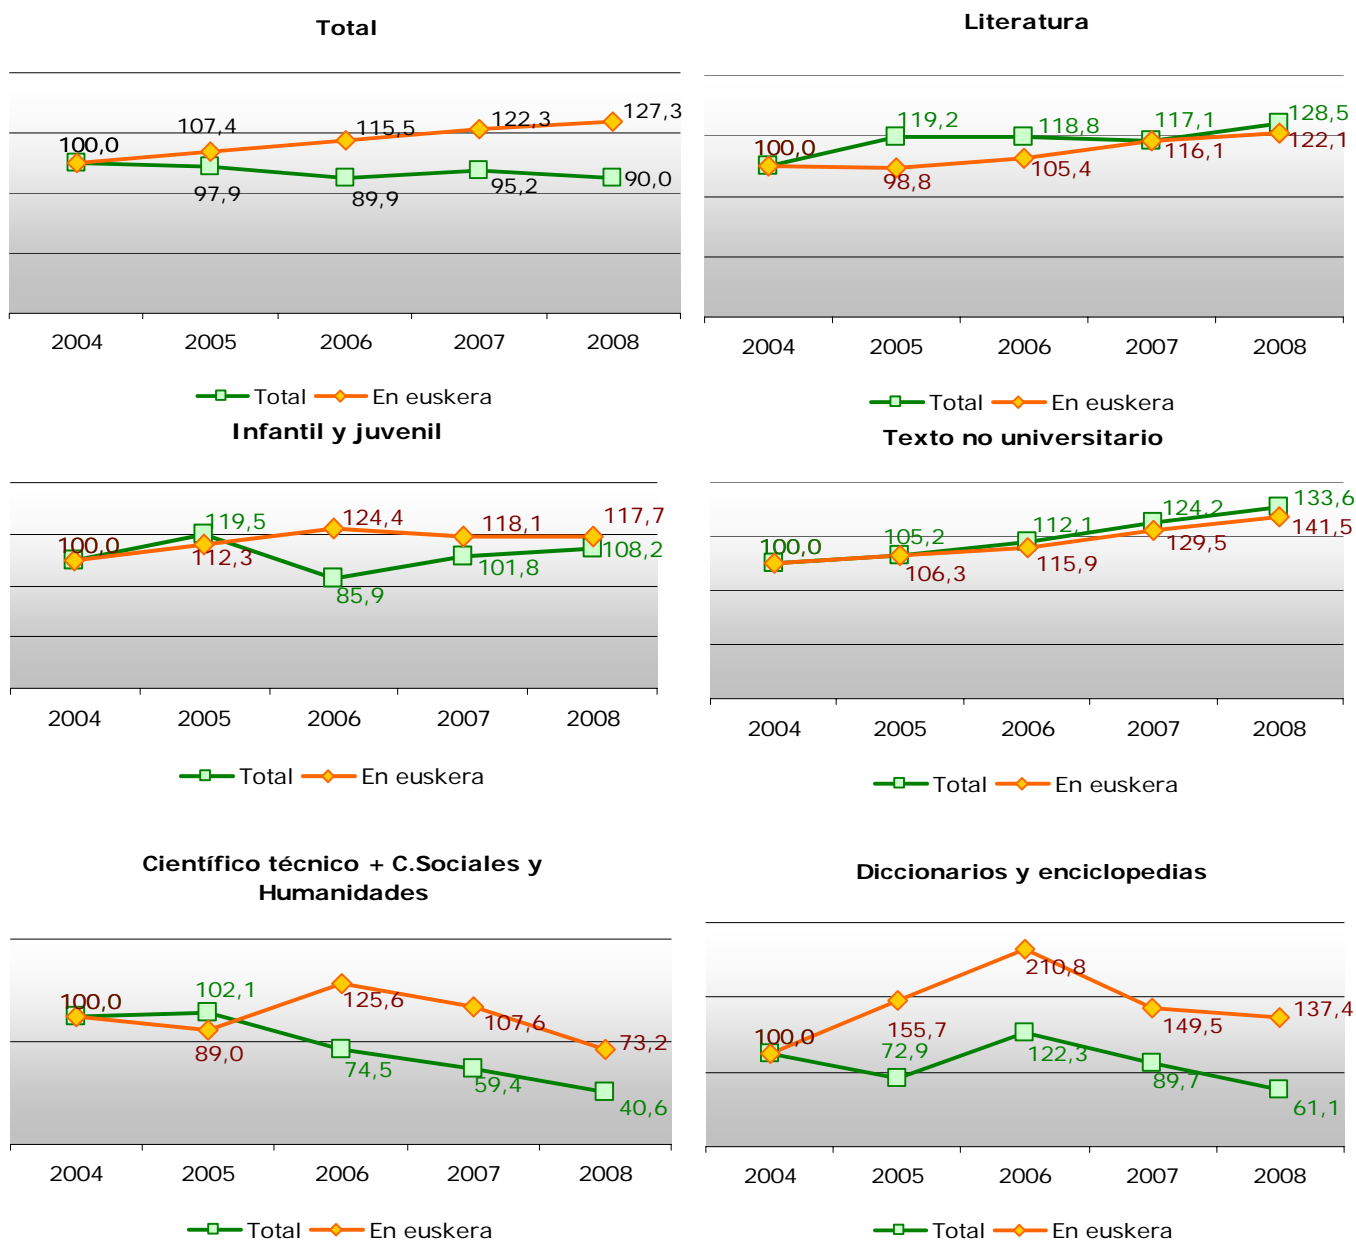 Total
100,0
107,4
115,5
122,3
127,3
97,9
89,9
95,2
90,0
2004 2005 2006 2007 2008
Total En euskera
Literatura
100,0
119,2
118,8
117,1
128,5
98,8
105,4
116,1
122,1
2004 2005 2006 2007 2008
Total En euskera
Infantil y juvenil
100,0
119,5
124,4
118,1
117,7
112,3
85,9
101,8
108,2
2004 2005 2006 2007 2008
Total En euskera
Texto no universitario
100,0
105,2
112,1
124,2
133,6
106,3
115,9
129,5
141,5
2004 2005 2006 2007 2008
Total En euskera
Científico técnico + C.Sociales y
Humanidades
100,0
102,1
125,6
107,6
73,2
89,0
74,5
59,4
40,6
2004 2005 2006 2007 2008
Total En euskera
Diccionarios y enciclopedias
100,0
155,7
210,8
149,5
137,4
72,9
122,3
89,7
61,1
2004 2005 2006 2007 2008
Total En euskera